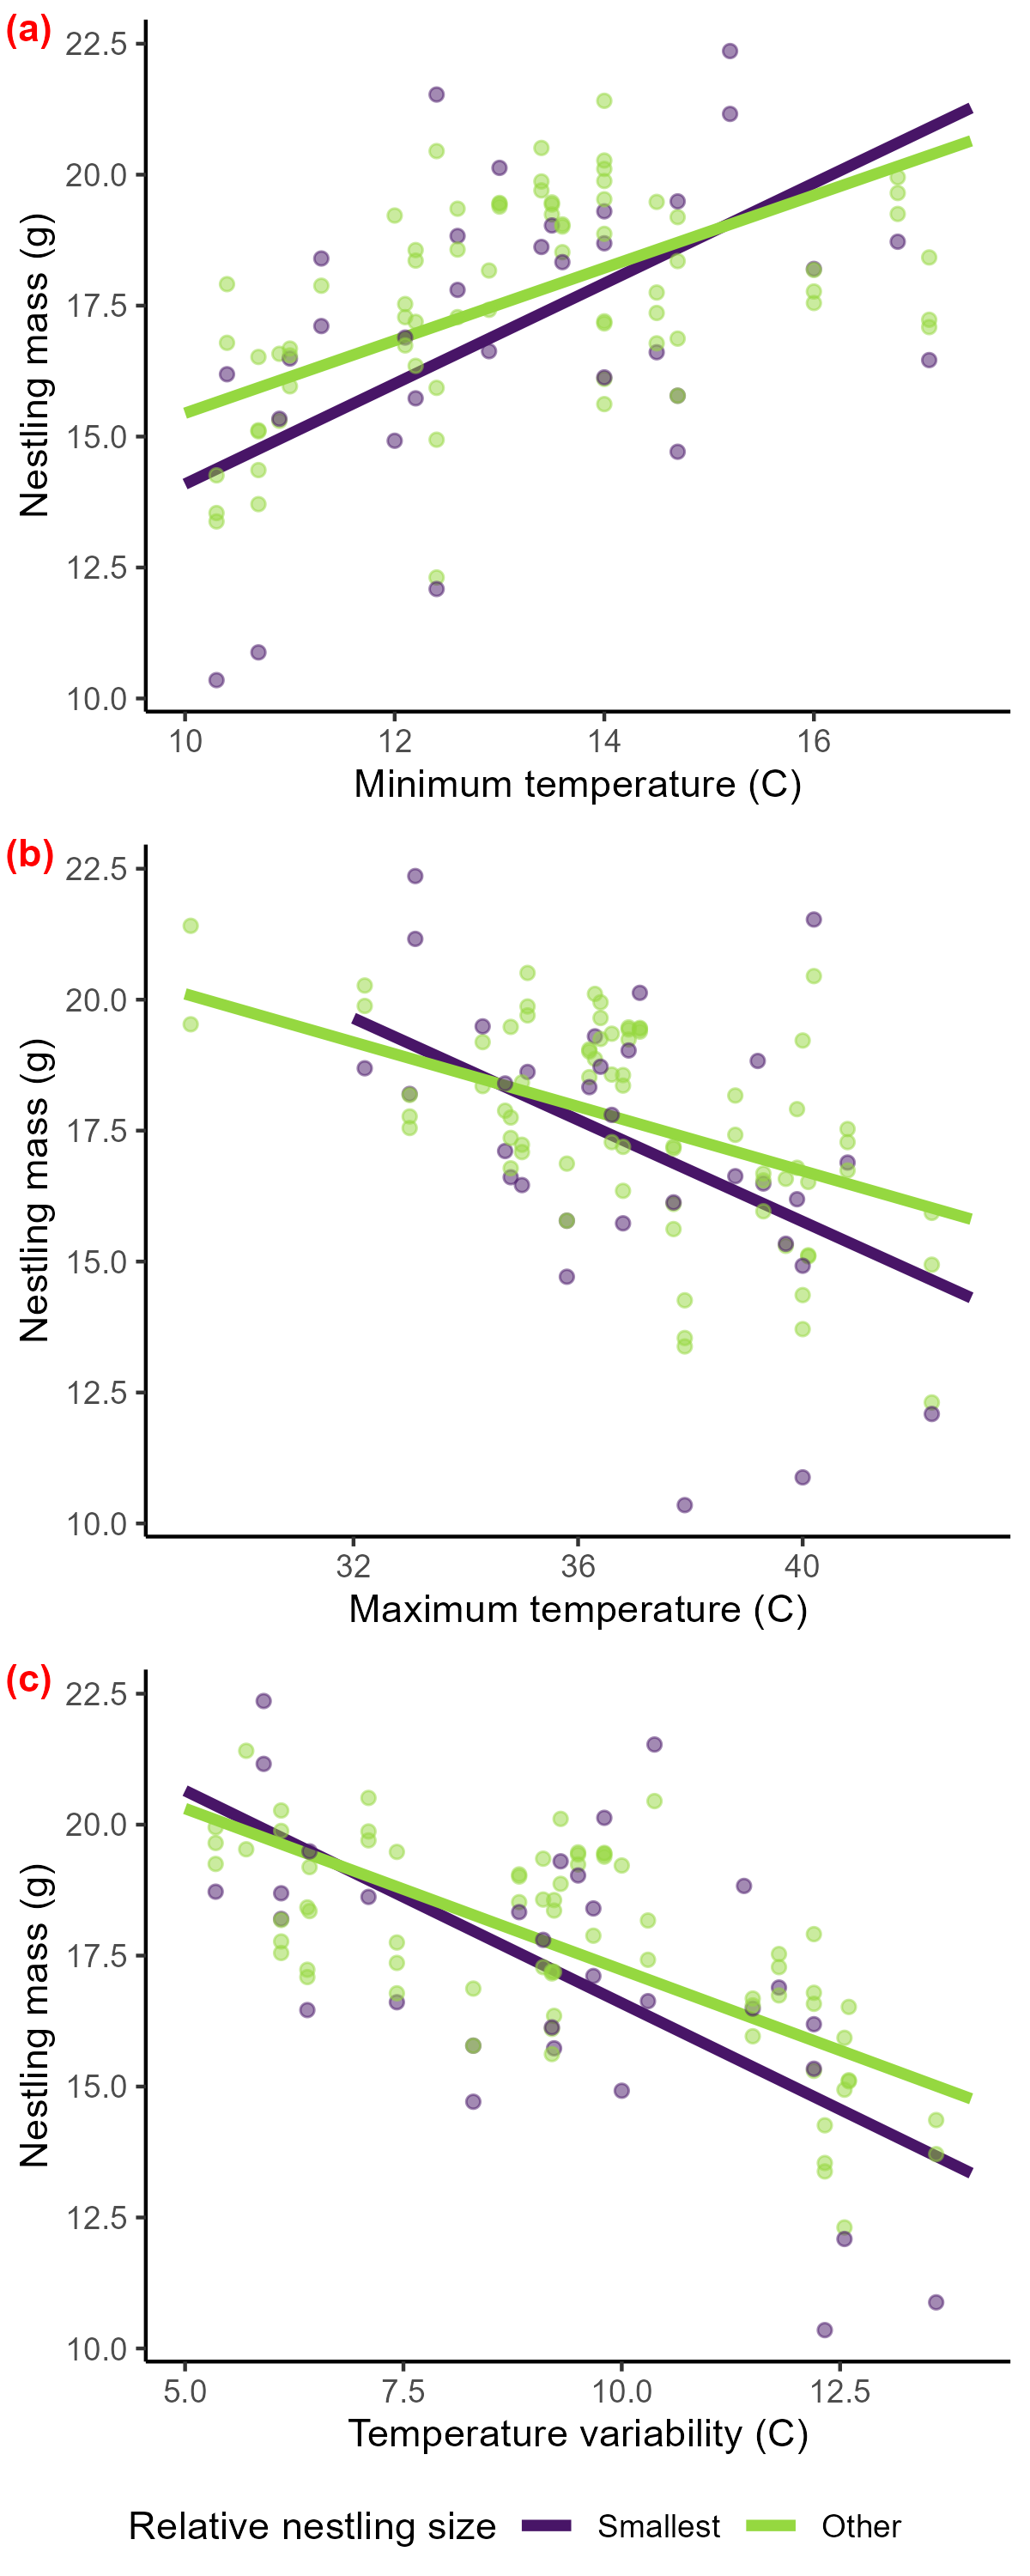 (a)
Nestling mass (g)
22.5
20.0
17.5
15.0
12.5
10.0
10 12 14 16
Minimum temperature (C)
(b)
Nestling mass (g)
22.5
20.0
17.5
15.0
12.5
10.0
32 36 40
Maximum temperature (C)
(c)
Nestling mass (g)
22.5
20.0
17.5
15.0
12.5
10.0
5.0 7.5 10.0 12.5
Temperature variability (C)
Relative nestling size Smallest Other